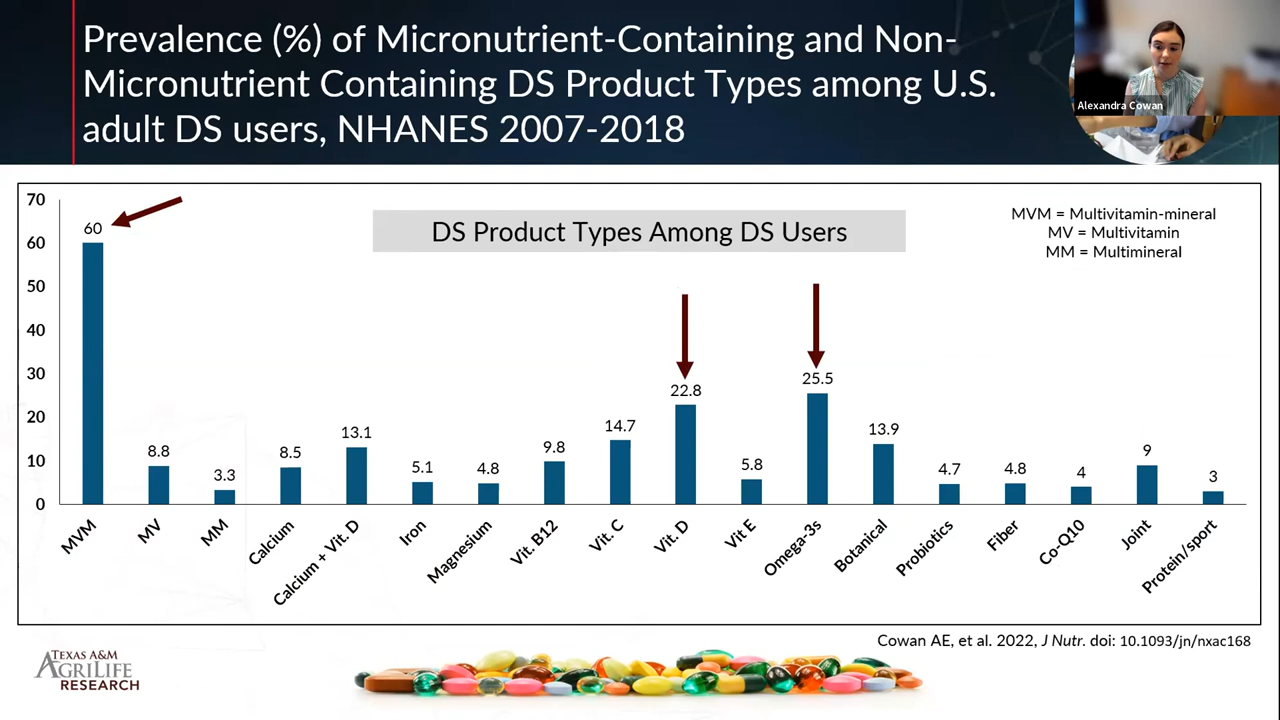 Prevalence (%) of Micronutrient-Containing and Non-
Micronutrient Containing DS Product Types among U.S.
adult DS users, NHANES 2007-2018
Alexandra Cowan
DS Product Types Among DS Users
MVM = Multivitamin-mineral
MV = Multivitamin
MM = Multimineral
70
60
50
40
30
20
10
0
60
8.8
3.3
8.5
13.1
5.1
4.8
9.8
14.7
22.8
5.8
25.5
13.9
4.7
4.8
4
9
3
MVM
MV
MM
Calcium
Calcium + Vit. D
Iron
Magnesium
Vit. B12
Vit. C
Vit. D
Vit E
Omega-3s
Botanical
Probiotics
Fiber
Co-Q10
Joint
Protein/sport
Cowan AE, et al. 2022, J Nutr. doi: 10.1093/jn/nxac168
TEXAS A&M
AGRILIFE
RESEARCH